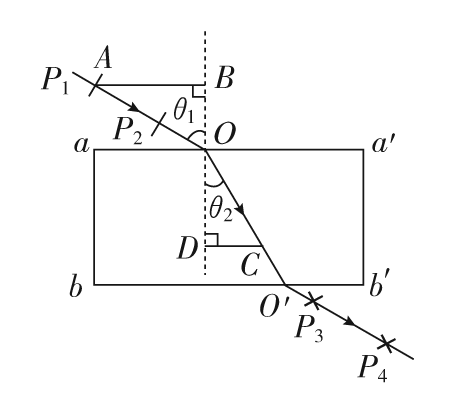 A
P₁
B
θ₁
P₂
O
a
a′
θ₂
D
C
b
b′
O′
P₃
P₄